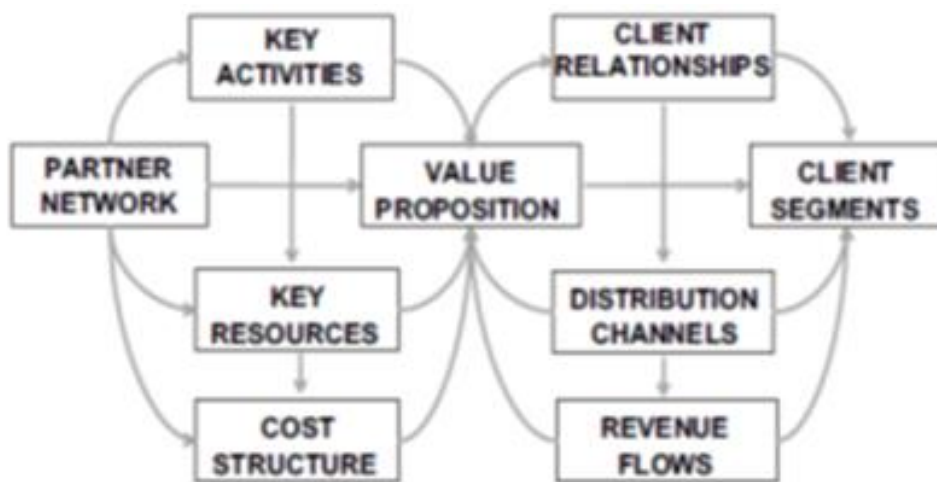 KEY
ACTIVITIES
CLIENT
RELATIONSHIPS
PARTNER
NETWORK
VALUE
PROPOSITION
CLIENT
SEGMENTS
KEY
RESOURCES
DISTRIBUTION
CHANNELS
COST
STRUCTURE
REVENUE
FLOWS